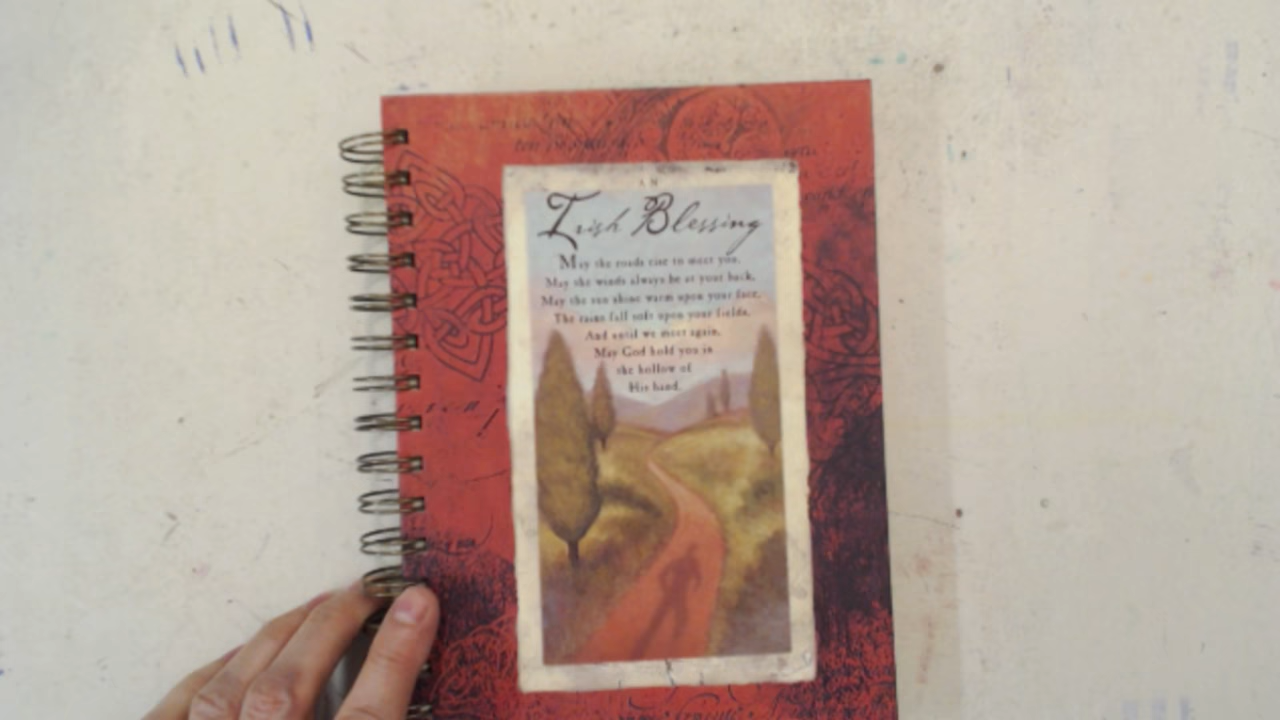 AN
Irish Blessing
May the roads rise to meet you,
May the winds always be at your back,
May the sun shine warm upon your face,
The rains fall soft upon your fields,
And until we meet again,
May God hold you in
the hollow of
His hand.